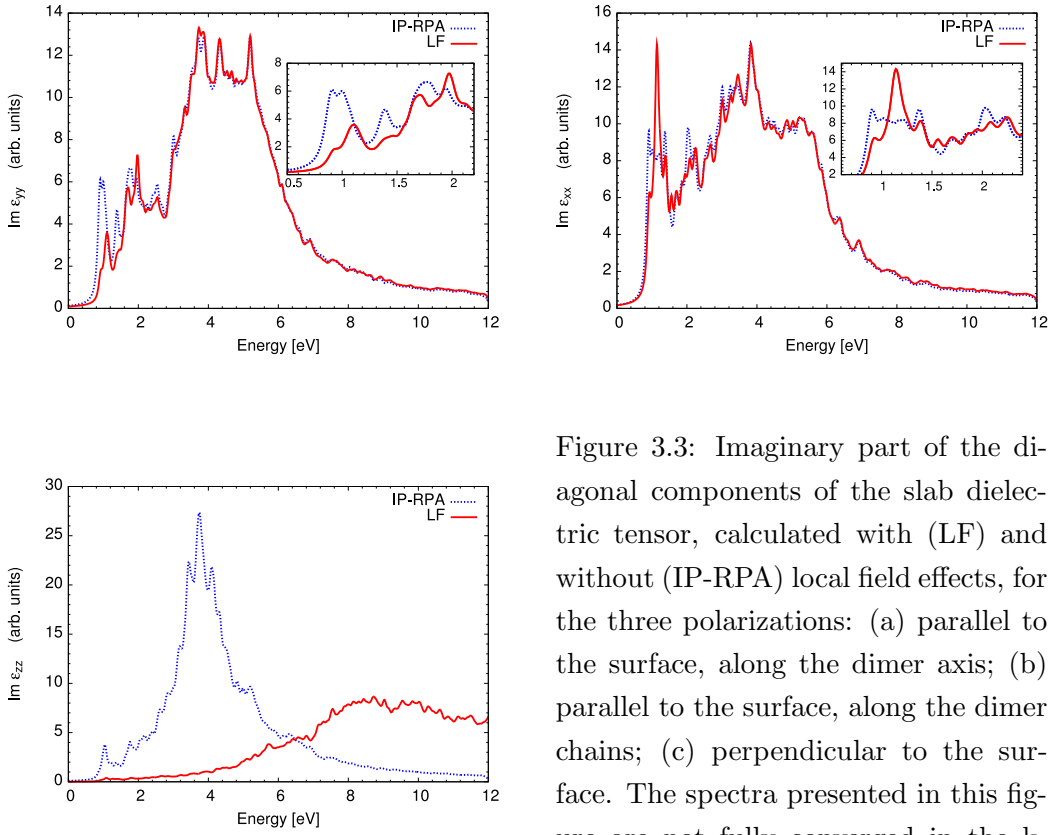 14
12
10
8
6
4
2
0
0 2 4 6 8 10 12
Im ε_yy (arb. units)
Energy [eV]
IP-RPA
LF
8
6
4
2
0.5 1 1.5 2
16
14
12
10
8
6
4
2
0
0 2 4 6 8 10 12
Im ε_xx (arb. units)
Energy [eV]
IP-RPA
LF
14
12
10
8
6
4
2
1 1.5 2
30
25
20
15
10
5
0
0 2 4 6 8 10 12
Im ε_zz (arb. units)
Energy [eV]
IP-RPA
LF
Figure 3.3: Imaginary part of the di-
agonal components of the slab dielec-
tric tensor, calculated with (LF) and
without (IP-RPA) local field effects, for
the three polarizations: (a) parallel to
the surface, along the dimer axis; (b)
parallel to the surface, along the dimer
chains; (c) perpendicular to the sur-
face. The spectra presented in this fig-
ure are not fully converged in the k-